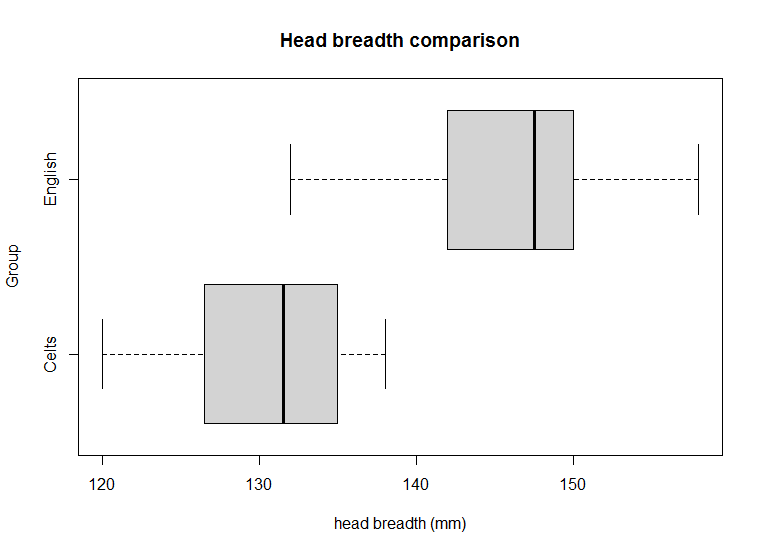 Head breadth comparison
English
Celts
Group
120 130 140 150
head breadth (mm)